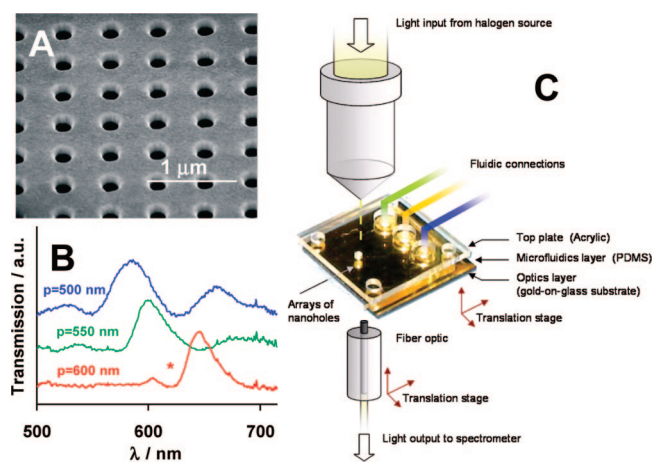 A
1 μm
B
Transmission / a.u.
p=500 nm
p=550 nm
p=600 nm
*
500
600
700
λ / nm
C
Light input from halogen source
Fluidic connections
Top plate (Acrylic)
Microfluidics layer (PDMS)
Optics layer
(gold-on-glass substrate)
Translation stage
Arrays of
nanoholes
Fiber optic
Translation stage
Light output to spectrometer